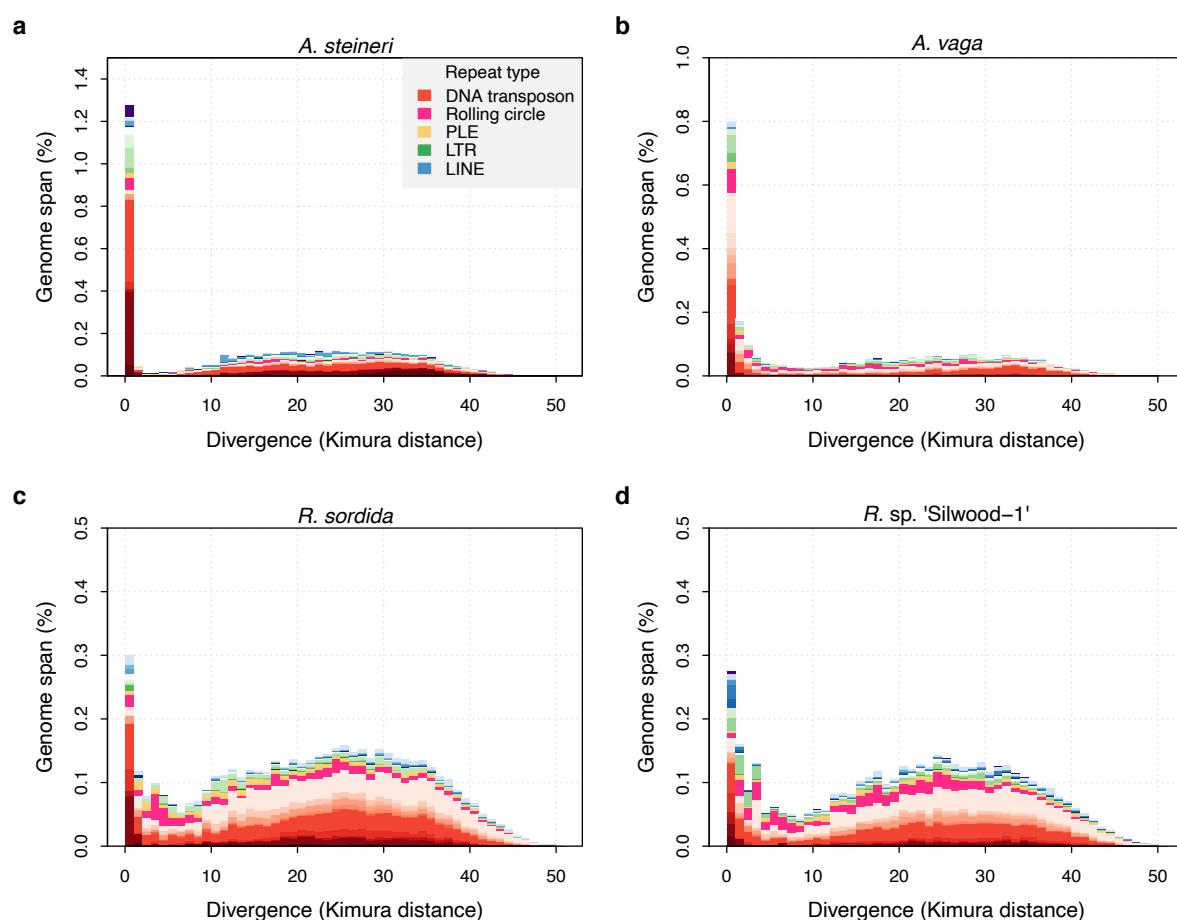 a
A. steineri
Genome span (%)
0.0 0.2 0.4 0.6 0.8 1.0 1.2 1.4
Repeat type
DNA transposon
Rolling circle
PLE
LTR
LINE
0 10 20 30 40 50
Divergence (Kimura distance)
b
A. vaga
Genome span (%)
0.0 0.2 0.4 0.6 0.8 1.0
0 10 20 30 40 50
Divergence (Kimura distance)
c
R. sordida
Genome span (%)
0.0 0.1 0.2 0.3 0.4 0.5
0 10 20 30 40 50
Divergence (Kimura distance)
d
R. sp. 'Silwood−1'
Genome span (%)
0.0 0.1 0.2 0.3 0.4 0.5
0 10 20 30 40 50
Divergence (Kimura distance)